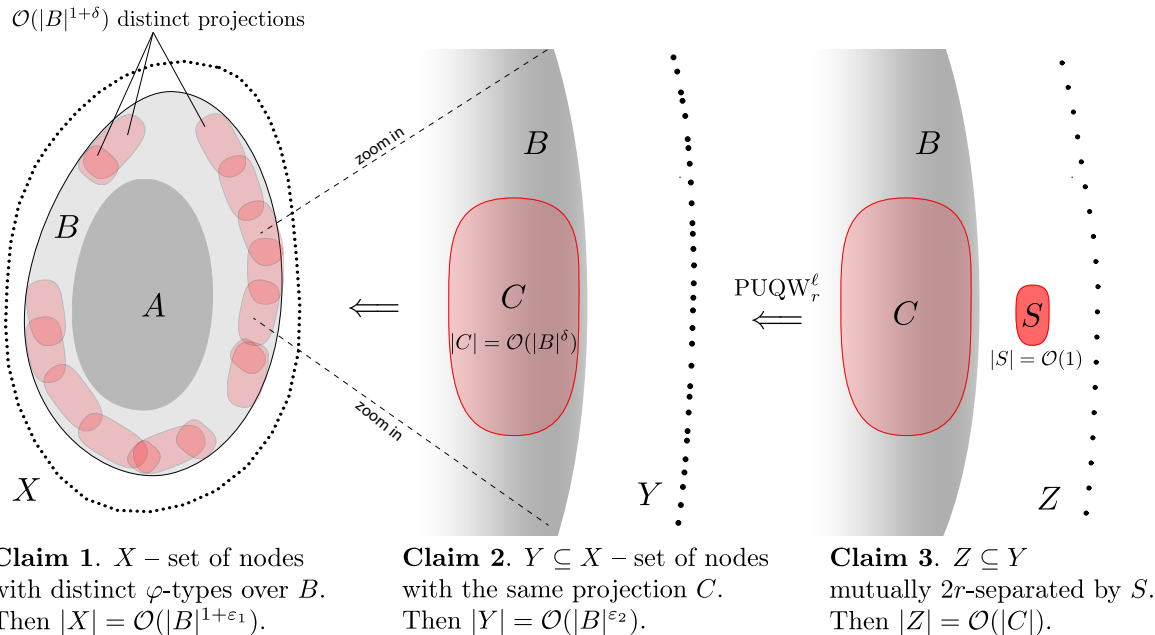 𝒪(|B|¹⁺ᵟ) distinct projections
B
A
X
zoom in
zoom in
⟸
B
C
|C| = 𝒪(|B|ᵟ)
Y
PUQWᵣˡ
⟸
B
C
S
|S| = 𝒪(1)
Z
Claim 1. X – set of nodes
with distinct φ-types over B.
Then |X| = 𝒪(|B|^{1+ε₁}).
Claim 2. Y ⊆ X – set of nodes
with the same projection C.
Then |Y| = 𝒪(|B|^{ε₂}).
Claim 3. Z ⊆ Y
mutually 2r-separated by S.
Then |Z| = 𝒪(|C|).